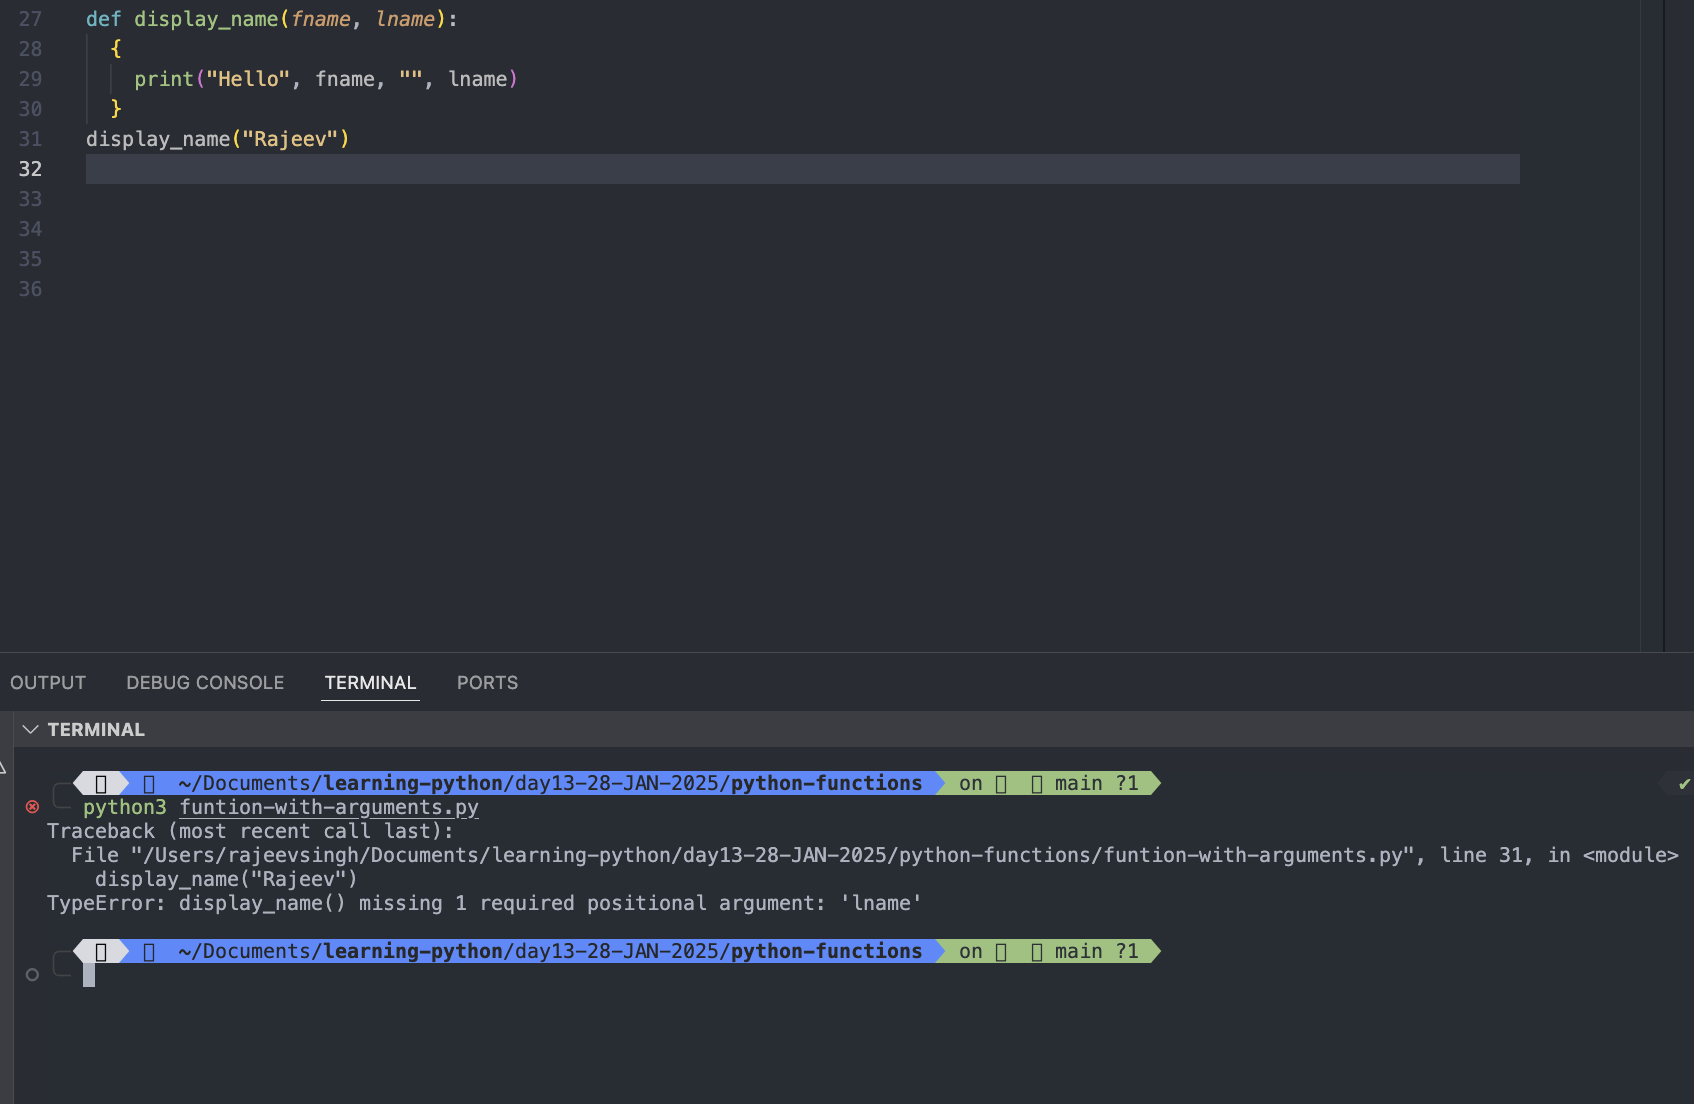 27 def display_name(fname, lname):
28 {
29 print("Hello", fname, "", lname)
30 }
31 display_name("Rajeev")
32
33
34
35
36
OUTPUT DEBUG CONSOLE TERMINAL PORTS
TERMINAL
~/Documents/learning-python/day13-28-JAN-2025/python-functions on main ?1
python3 funtion-with-arguments.py
Traceback (most recent call last):
File "/Users/rajeevsingh/Documents/learning-python/day13-28-JAN-2025/python-functions/funtion-with-arguments.py", line 31, in <module>
display_name("Rajeev")
TypeError: display_name() missing 1 required positional argument: 'lname'
~/Documents/learning-python/day13-28-JAN-2025/python-functions on main ?1